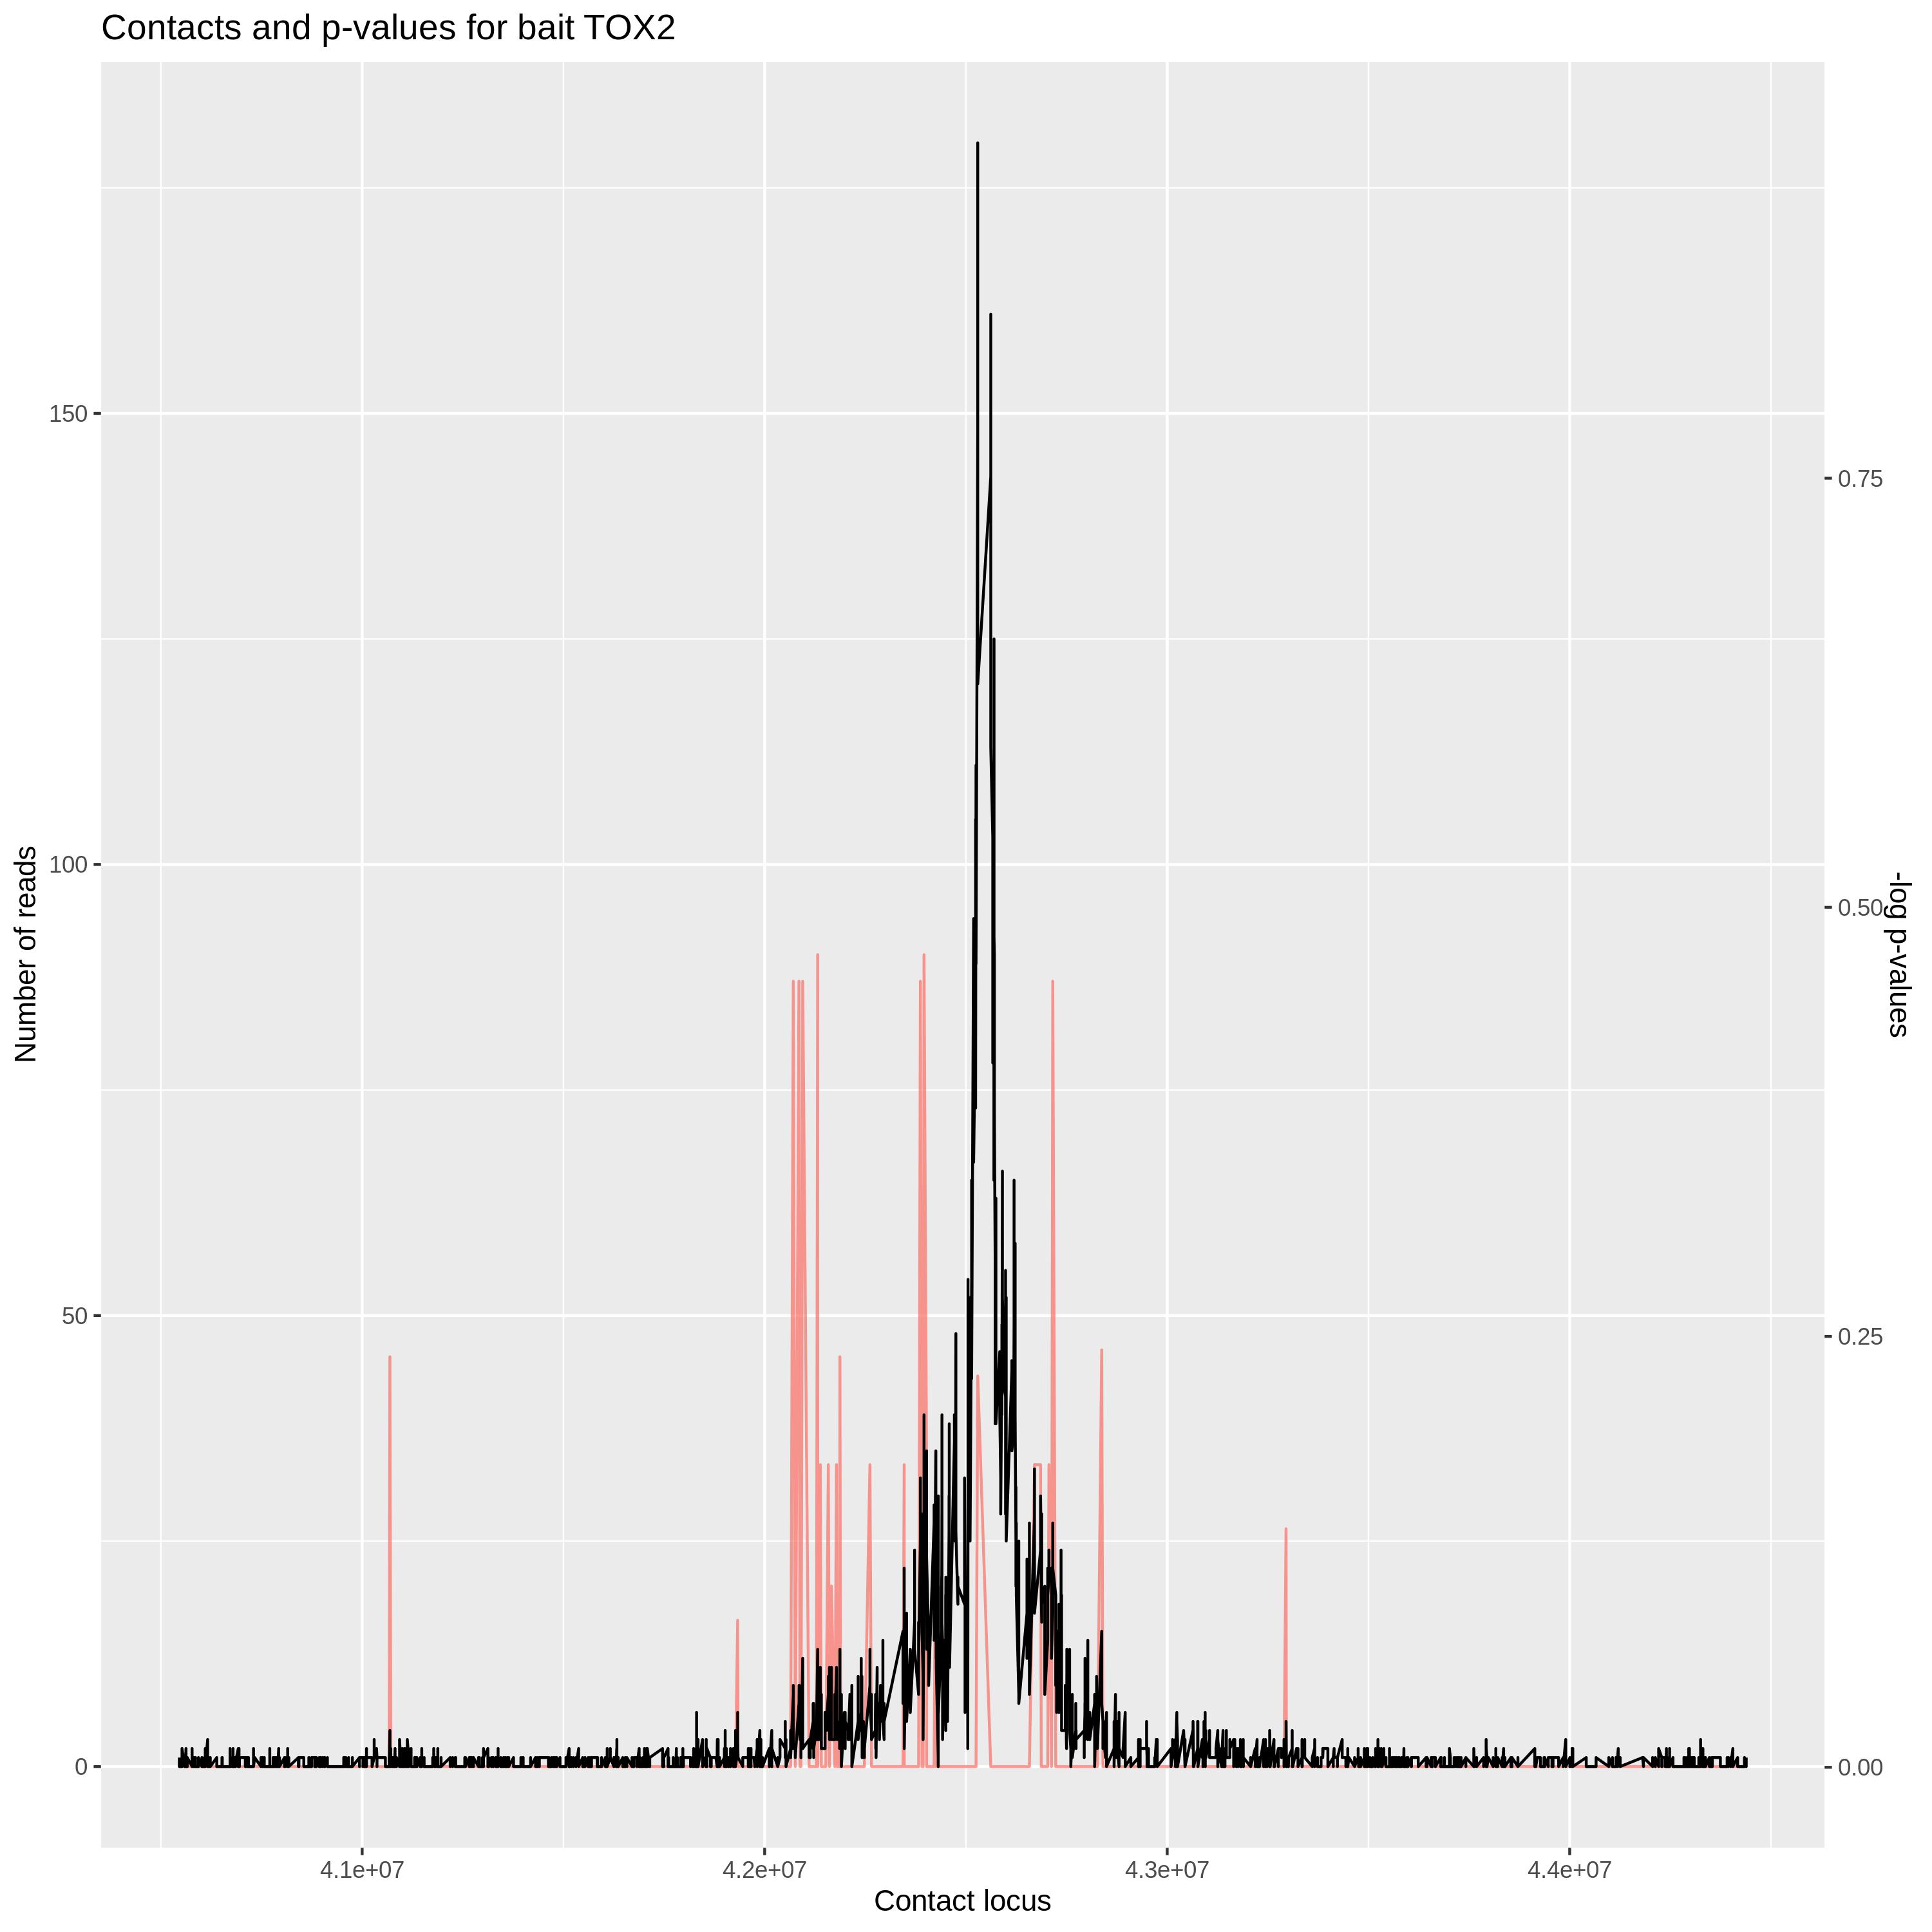 Contacts and p-values for bait TOX2
Number of reads
150
100
50
0
0.75
0.50
0.25
0.00
-log p-values
4.1e+07 4.2e+07 4.3e+07 4.4e+07
Contact locus